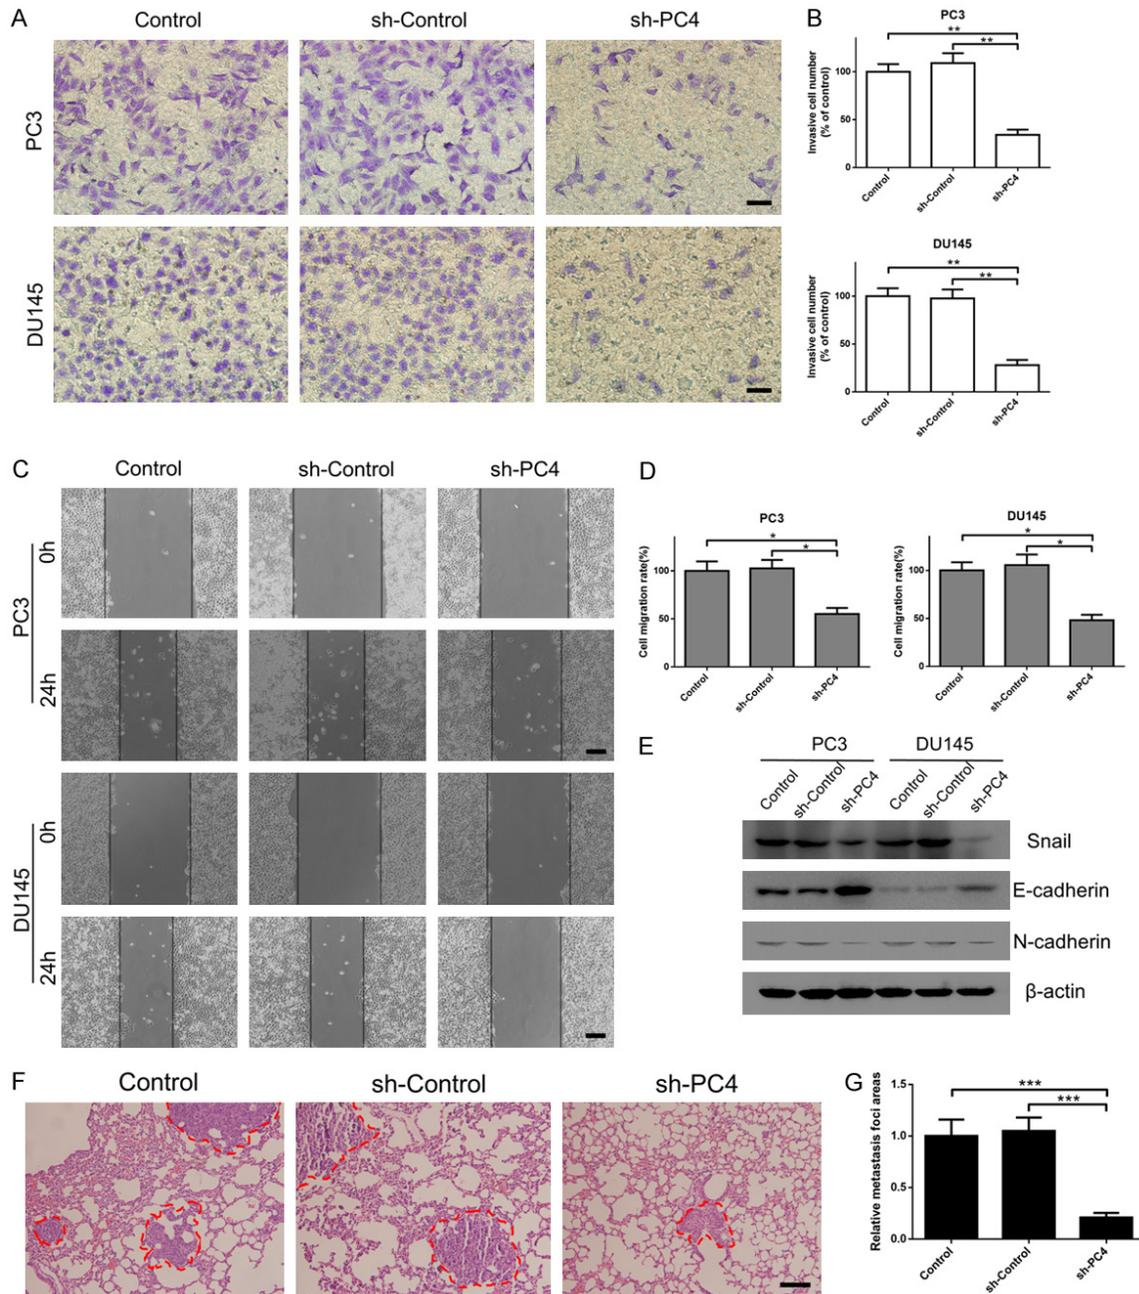 A
Control
sh-Control
sh-PC4
PC3
DU145
B
PC3
**
**
Invasive cell number
(% of control)
100
50
0
Control
sh-Control
sh-PC4
DU145
**
**
Invasive cell number
(% of control)
100
50
0
Control
sh-Control
sh-PC4
C
Control
sh-Control
sh-PC4
PC3
0h
24h
DU145
0h
24h
D
PC3
*
*
Cell migration rate(%)
100
50
0
Control
sh-Control
sh-PC4
DU145
*
*
Cell migration rate(%)
100
50
0
Control
sh-Control
sh-PC4
E
PC3
DU145
Control
sh-Control
sh-PC4
Control
sh-Control
sh-PC4
Snail
E-cadherin
N-cadherin
β-actin
F
Control
sh-Control
sh-PC4
G
***
***
Relative metastasis foci areas
1.5
1.0
0.5
0.0
Control
sh-Control
sh-PC4